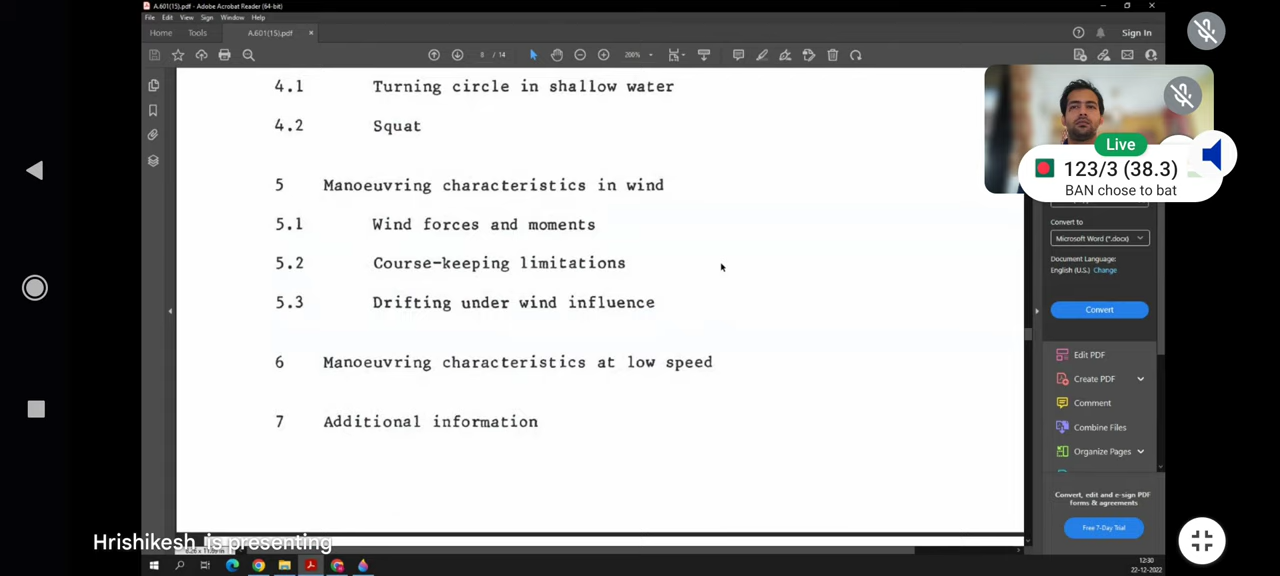 A.601(15).pdf - Adobe Acrobat Reader (64-bit)
File Edit View Sign Window Help
Home Tools A.601(15).pdf × Sign In
8 / 14 200%
4.1 Turning circle in shallow water
4.2 Squat
5 Manoeuvring characteristics in wind
5.1 Wind forces and moments
5.2 Course-keeping limitations
5.3 Drifting under wind influence
6 Manoeuvring characteristics at low speed
7 Additional information
Live
123/3 (38.3)
BAN chose to bat
Convert to
Microsoft Word (*.docx)
Document Language:
English (U.S.) Change
Convert
Edit PDF
Create PDF
Comment
Combine Files
Organize Pages
Convert, edit and e-sign PDF
forms & agreements
Free 7-Day Trial
Hrishikesh is presenting
12:30
22-12-2022